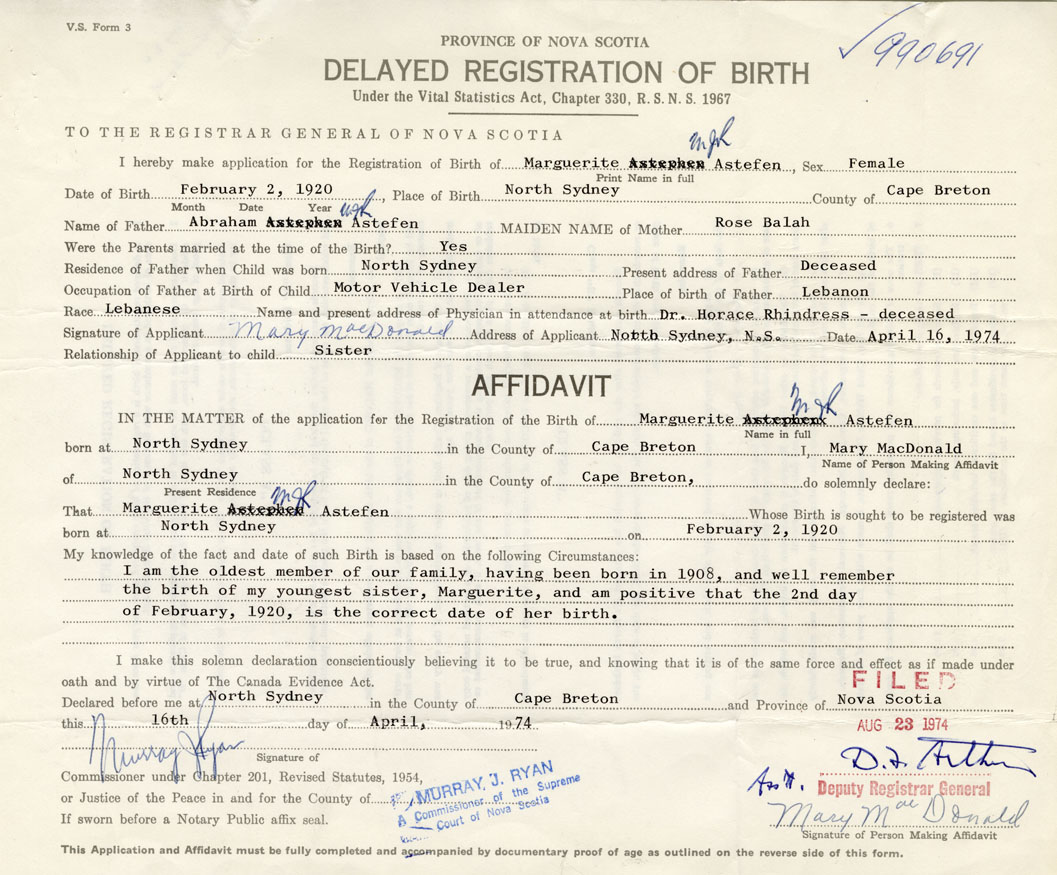 V.S. Form 3
990691
PROVINCE OF NOVA SCOTIA
DELAYED REGISTRATION OF BIRTH
Under the Vital Statistics Act, Chapter 330, R.S.N.S. 1967
TO THE REGISTRAR GENERAL OF NOVA SCOTIA
MJR
I hereby make application for the Registration of Birth of Marguerite Astephen Astefen, Sex Female
Print Name in full
Date of Birth February 2, 1920, Place of Birth North Sydney County of Cape Breton
Month Date Year MJR
Name of Father Abraham Astephen Astefen MAIDEN NAME of Mother Rose Balah
Were the Parents married at the time of the Birth? Yes
Residence of Father when Child was born North Sydney Present address of Father Deceased
Occupation of Father at Birth of Child Motor Vehicle Dealer Place of birth of Father Lebanon
Race Lebanese Name and present address of Physician in attendance at birth Dr. Horace Rhindress - deceased
Signature of Applicant Mary MacDonald Address of Applicant North Sydney, N.S. Date April 16, 1974
Relationship of Applicant to child Sister
AFFIDAVIT
MJR
IN THE MATTER of the application for the Registration of the Birth of Marguerite Astephen Astefen
Name in full
born at North Sydney in the County of Cape Breton I, Mary MacDonald
Name of Person Making Affidavit
of North Sydney in the County of Cape Breton, do solemnly declare:
Present Residence MJR
That Marguerite Astephen Astefen Whose Birth is sought to be registered was
born at North Sydney on February 2, 1920
My knowledge of the fact and date of such Birth is based on the following Circumstances:
I am the oldest member of our family, having been born in 1908, and well remember
the birth of my youngest sister, Marguerite, and am positive that the 2nd day
of February, 1920, is the correct date of her birth.
I make this solemn declaration conscientiously believing it to be true, and knowing that it is of the same force and effect as if made under
oath and by virtue of The Canada Evidence Act.
FILED
Declared before me at North Sydney in the County of Cape Breton and Province of Nova Scotia
this 16th day of April, 1974
AUG 23 1974
Murray J Ryan
Signature of
D.F. Arthur
Commissioner under Chapter 201, Revised Statutes, 1954,
Ass't. Deputy Registrar General
or Justice of the Peace in and for the County of
MURRAY, J. RYAN
A Commissioner of the Supreme
Court of Nova Scotia
Mary MacDonald
If sworn before a Notary Public affix seal.
Signature of Person Making Affidavit
This Application and Affidavit must be fully completed and accompanied by documentary proof of age as outlined on the reverse side of this form.